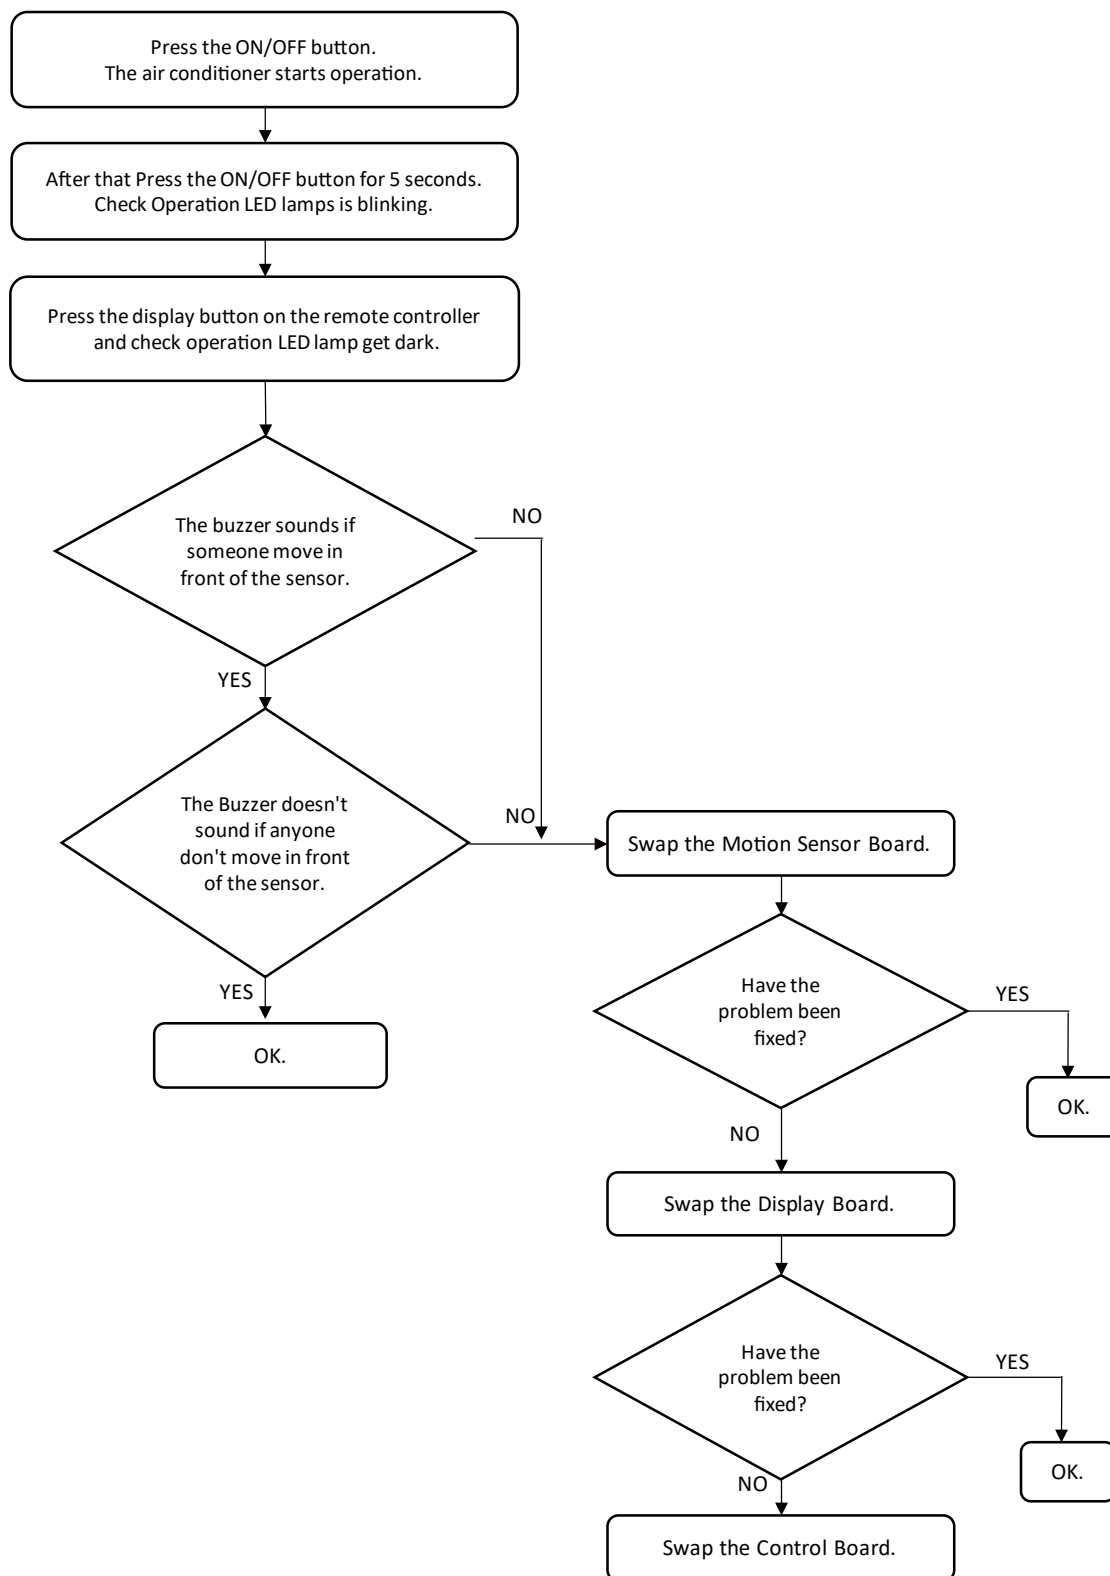 Press the ON/OFF button.
The air conditioner starts operation.
After that Press the ON/OFF button for 5 seconds.
Check Operation LED lamps is blinking.
Press the display button on the remote controller
and check operation LED lamp get dark.
The buzzer sounds if
someone move in
front of the sensor.
NO
YES
The Buzzer doesn't
sound if anyone
don't move in front
of the sensor.
NO
YES
OK.
Swap the Motion Sensor Board.
Have the
problem been
fixed?
YES
OK.
NO
Swap the Display Board.
Have the
problem been
fixed?
YES
OK.
NO
Swap the Control Board.